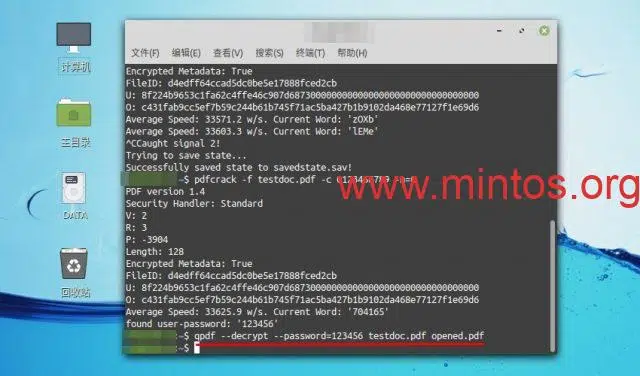 计算机
主目录
DATA
回收站
文件(F) 编辑(E) 查看(V) 搜索(S) 终端(T) 帮助(H)
Encrypted Metadata: True
FileID: d4edff64ccad5dc0be5e17888fced2cb
U: 8f224b9653c1fa62c4ffe46c907d687300000000000000000000000000000000
O: c431fab9cc5ef7b59c244b61b745f71ac5ba427b1b9102da468e77127f1e69d6
Average Speed: 33571.2 w/s. Current Word: 'zOXb'
Average Speed: 33603.3 w/s. Current Word: 'lEMe'
^CCaught signal 2!
Trying to save state...
Successfully saved state to savedstate.sav!
$ pdfcrack -f testdoc.pdf -c 0123456789
www.mintos.org
PDF version 1.4
Security Handler: Standard
V: 2
R: 3
P: -3904
Length: 128
Encrypted Metadata: True
FileID: d4edff64ccad5dc0be5e17888fced2cb
U: 8f224b9653c1fa62c4ffe46c907d687300000000000000000000000000000000
O: c431fab9cc5ef7b59c244b61b745f71ac5ba427b1b9102da468e77127f1e69d6
Average Speed: 33625.9 w/s. Current Word: '704165'
found user-password: '123456'
$ qpdf --decrypt --password=123456 testdoc.pdf opened.pdf
$